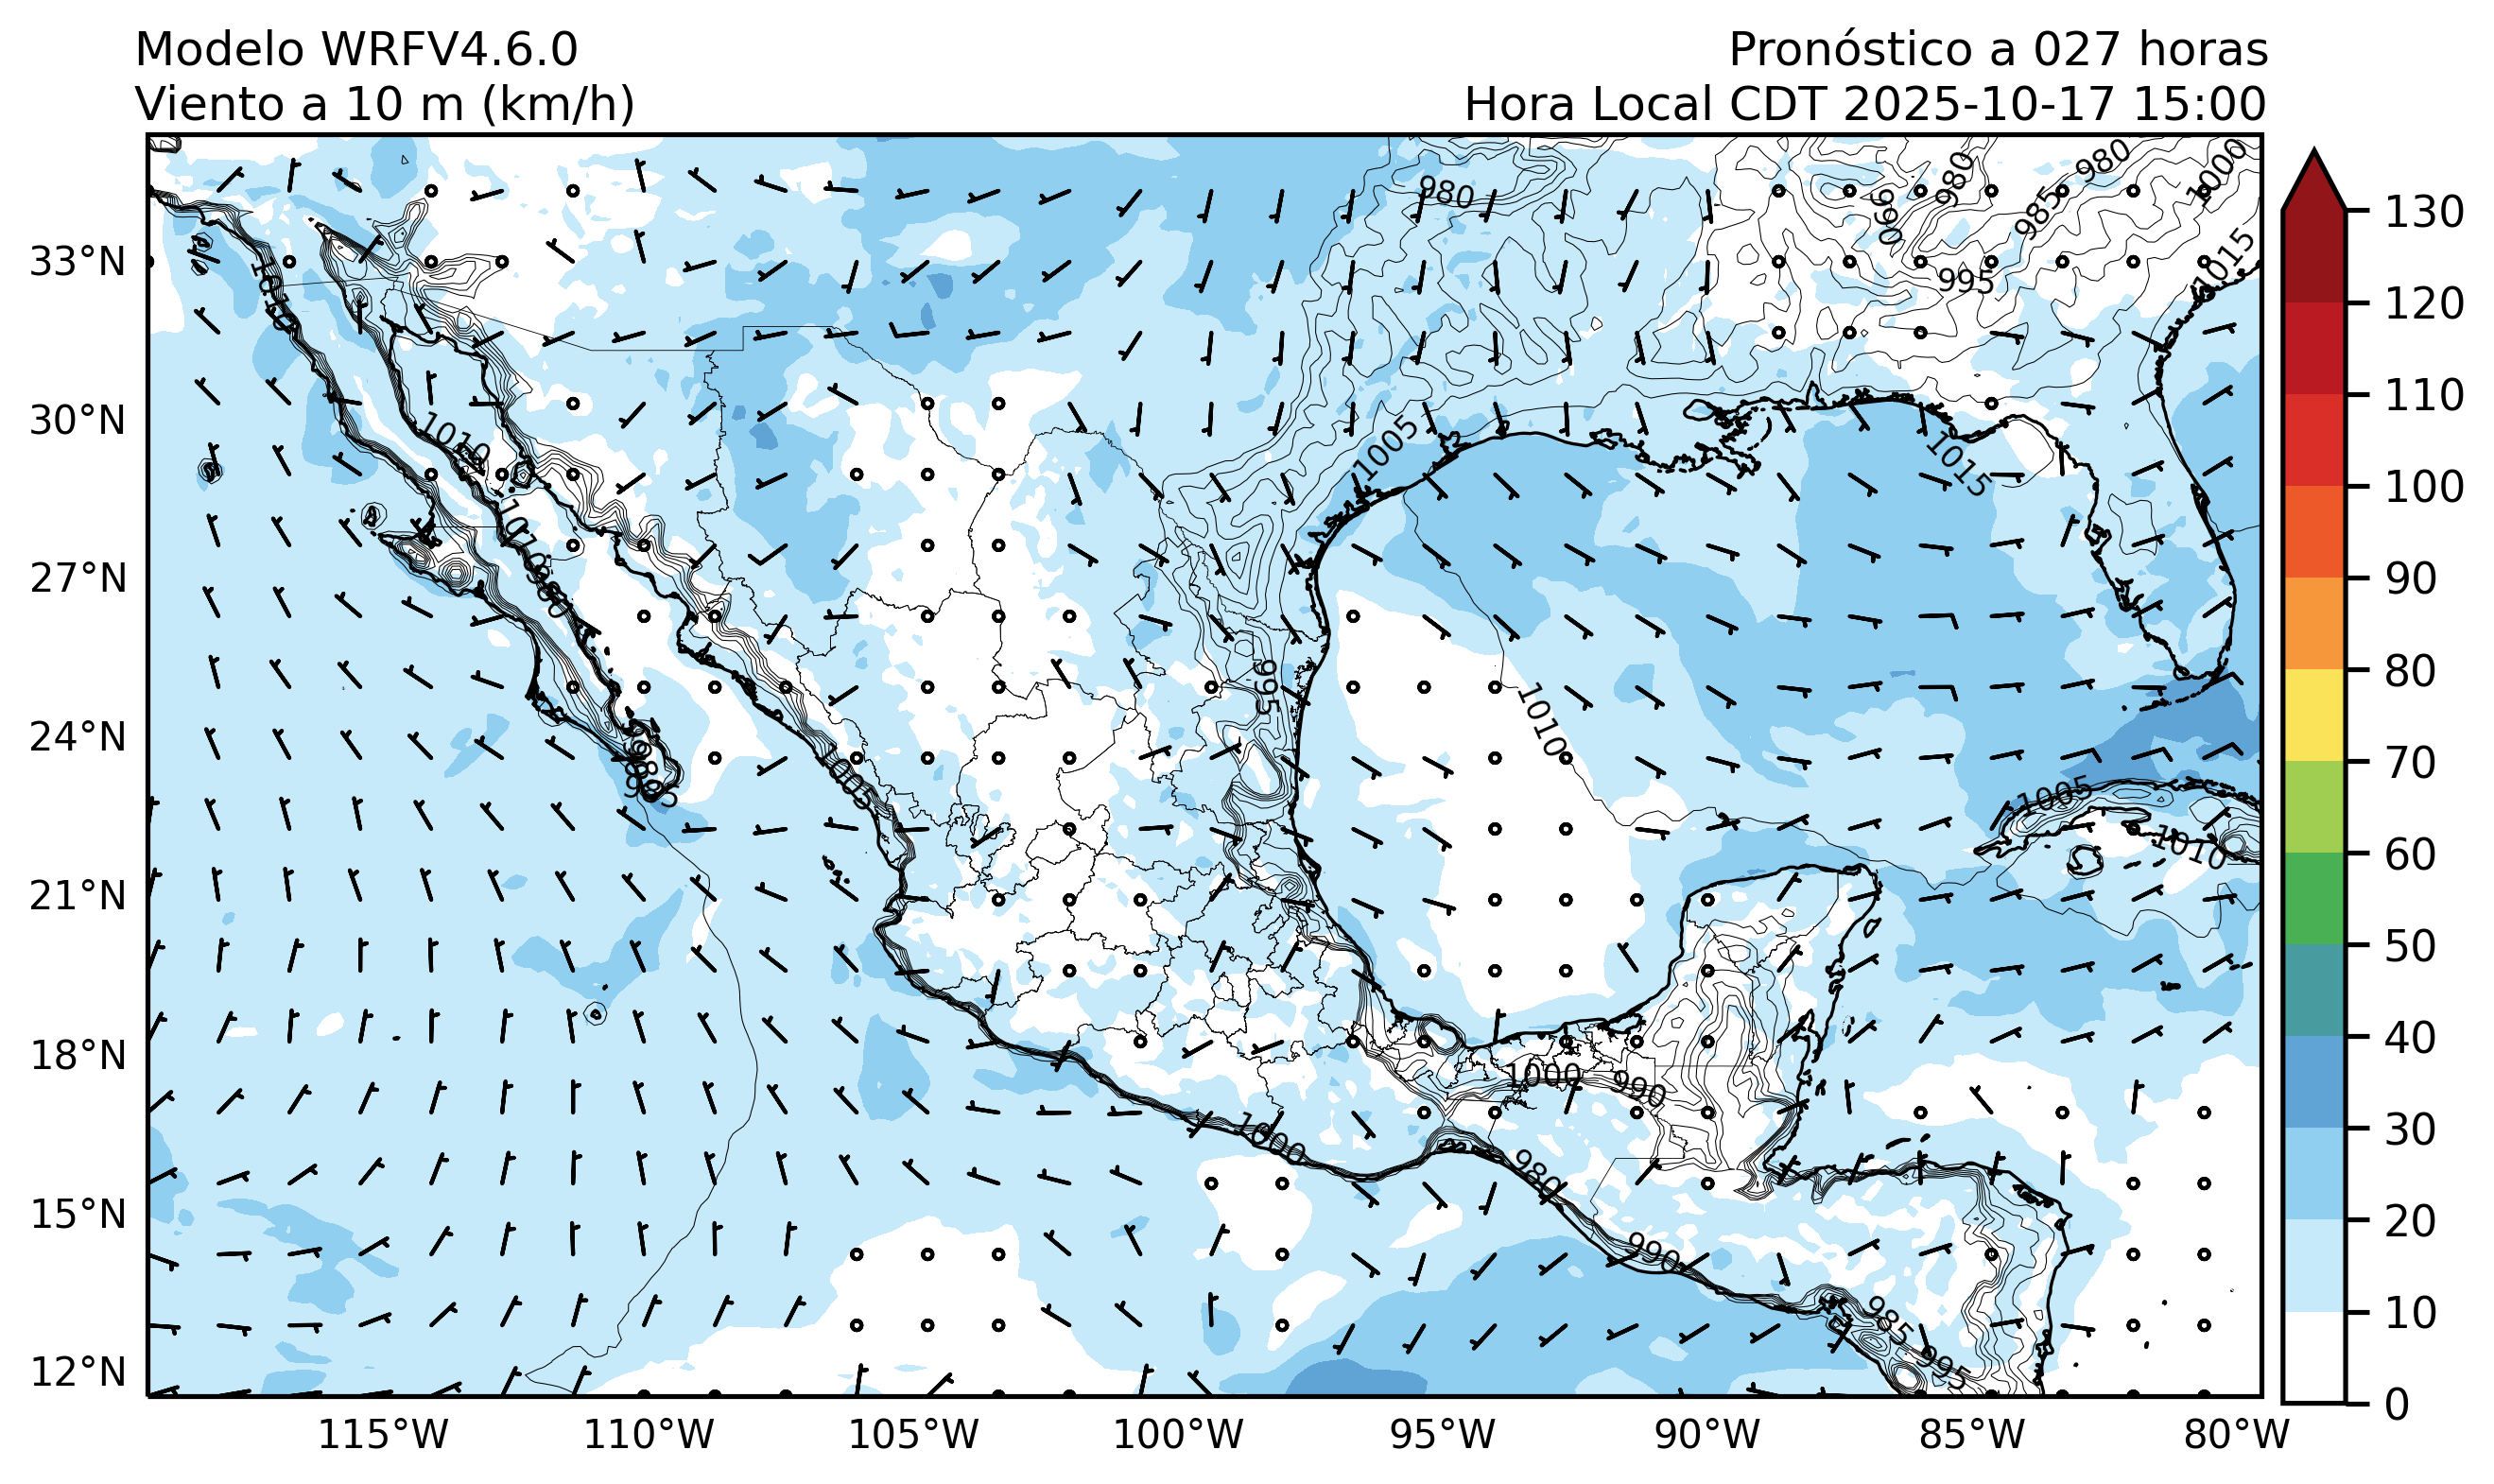 Modelo WRFV4.6.0
Pronóstico a 027 horas
Viento a 10 m (km/h)
Hora Local CDT 2025-10-17 15:00
33°N
30°N
27°N
24°N
21°N
18°N
15°N
12°N
115°W
110°W
105°W
100°W
95°W
90°W
85°W
80°W
130
120
110
100
90
80
70
60
50
40
30
20
10
0
980
960
980
985
980
1000
995
1015
1010
1005
1015
1010
995
1010
1005
1010
985
1005
1000
990
1000
980
990
985
995